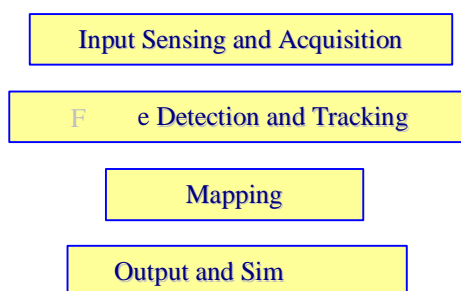 Input Sensing and Acquisition
F e Detection and Tracking
Mapping
Output and Sim